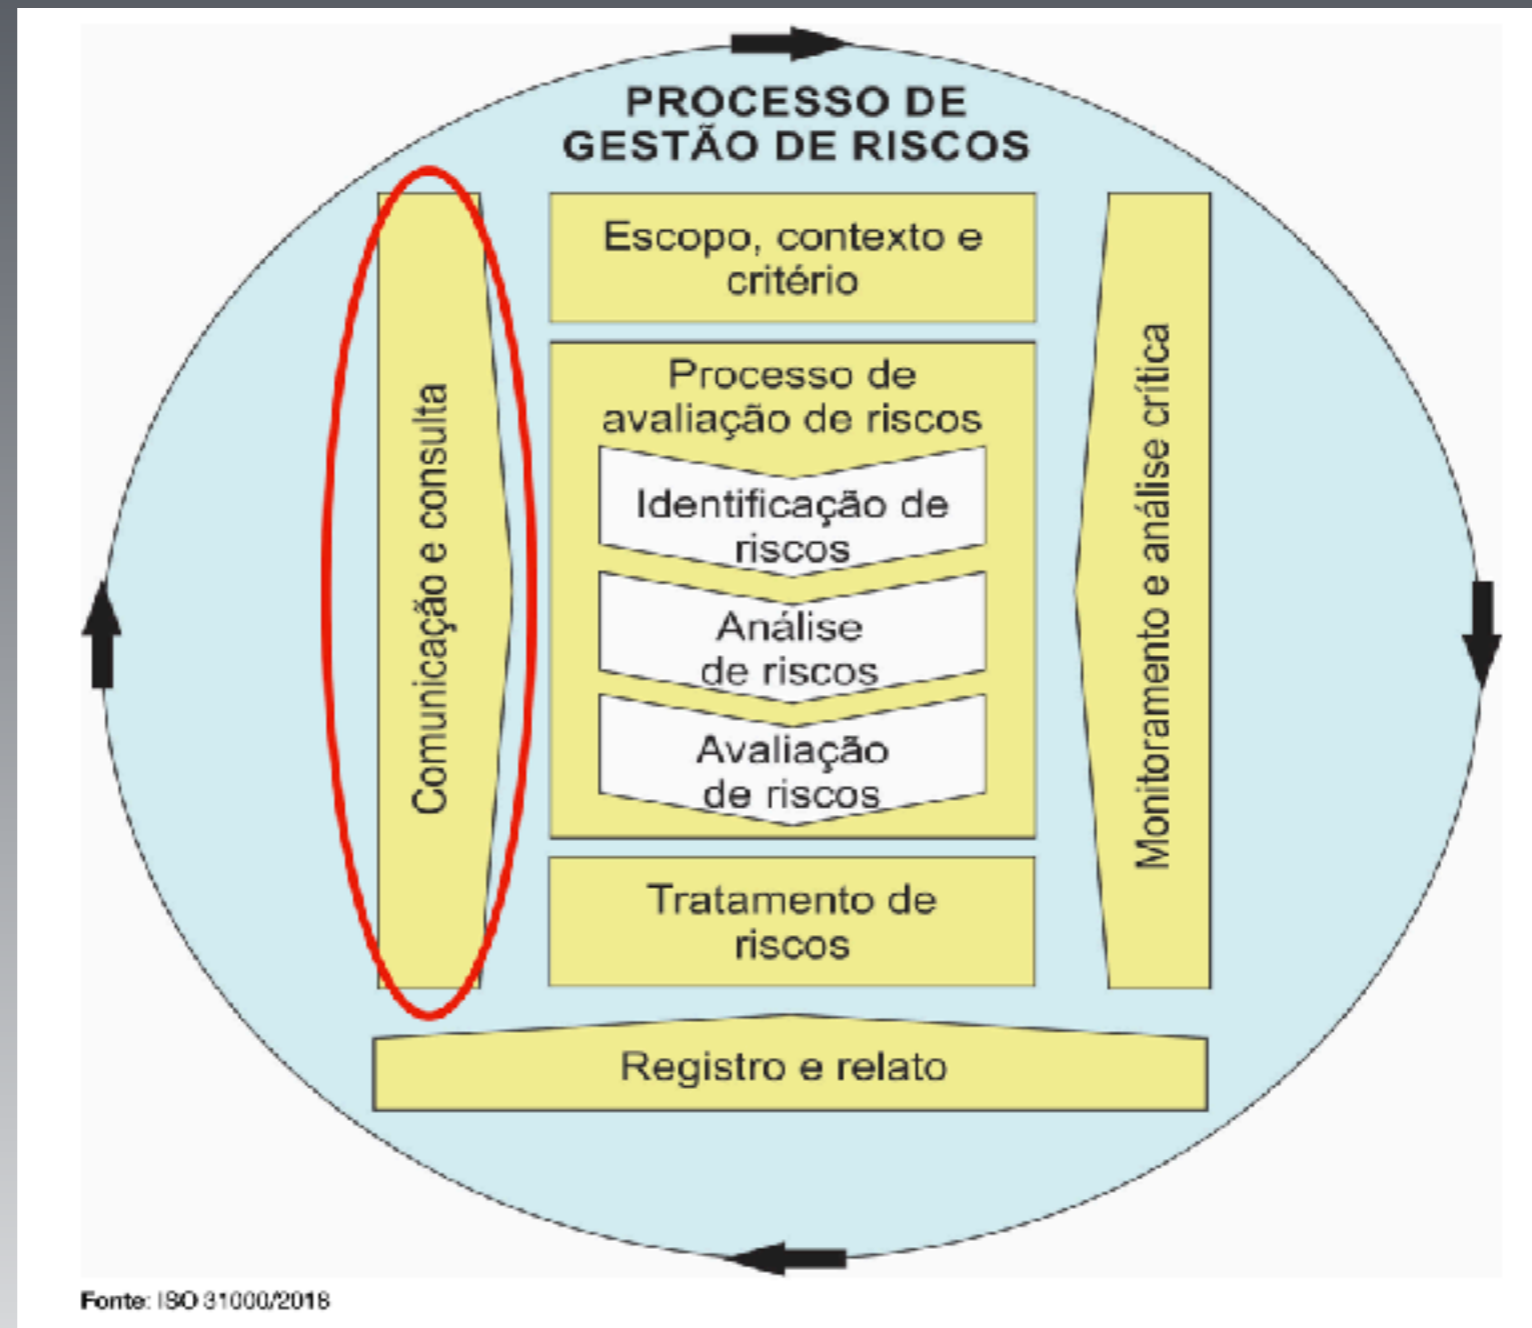 PROCESSO DE
GESTÃO DE RISCOS
Escopo, contexto e
critério
Processo de
avaliação de riscos
Identificação de
riscos
Análise
de riscos
Avaliação
de riscos
Tratamento de
riscos
Comunicação e consulta
Monitoramento e análise crítica
Registro e relato
Fonte: ISO 31000/2018